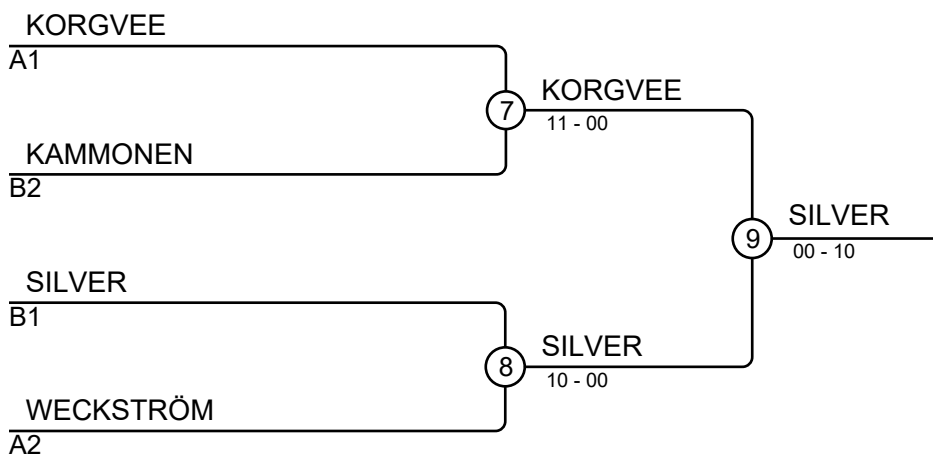 KORGVEE
A1
7
KORGVEE
11 - 00
KAMMONEN
B2
9
SILVER
00 - 10
SILVER
B1
8
SILVER
10 - 00
WECKSTRÖM
A2